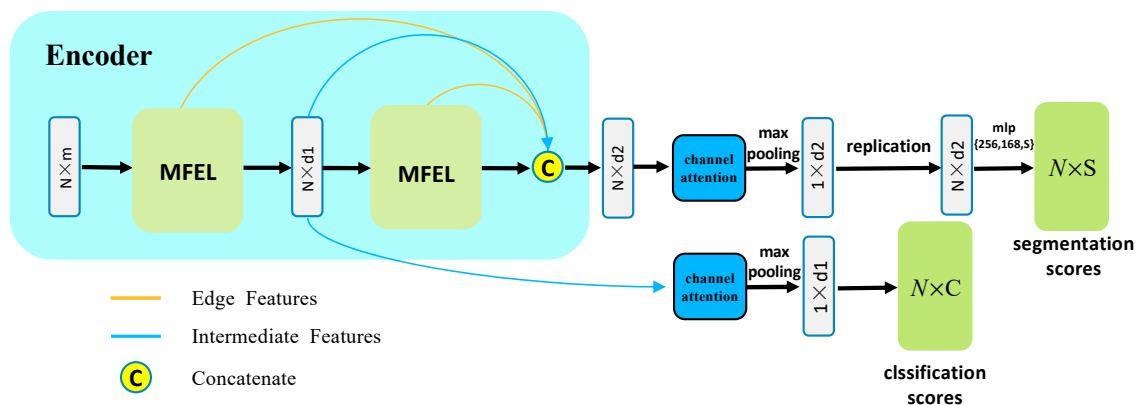 Encoder
N×m
MFEL
N×d1
MFEL
C
N×d2
channel
attention
max
pooling
1×d2
replication
N×d2
mlp
{256,168,S}
N×S
segmentation
scores
channel
attention
max
pooling
1×d1
N×C
clssification
scores
Edge Features
Intermediate Features
C
Concatenate